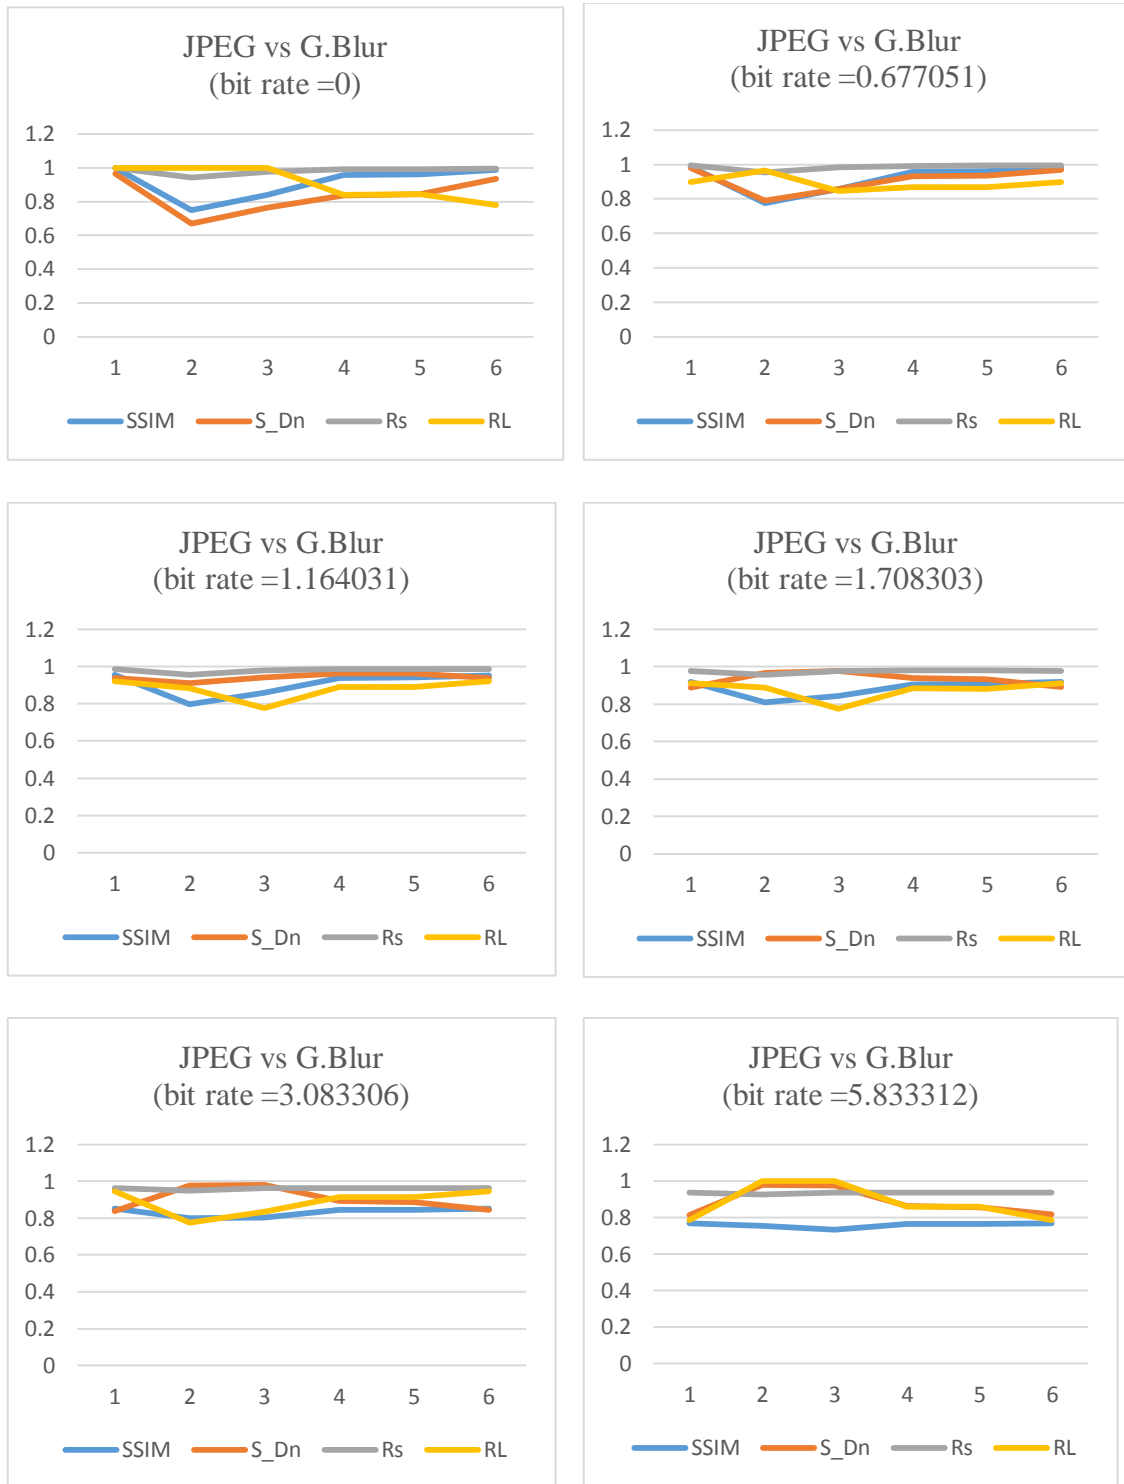 JPEG vs G.Blur
(bit rate =0)
1.2
1
0.8
0.6
0.4
0.2
0
1 2 3 4 5 6
SSIM S_Dn Rs RL
JPEG vs G.Blur
(bit rate =0.677051)
1.2
1
0.8
0.6
0.4
0.2
0
1 2 3 4 5 6
SSIM S_Dn Rs RL
JPEG vs G.Blur
(bit rate =1.164031)
1.2
1
0.8
0.6
0.4
0.2
0
1 2 3 4 5 6
SSIM S_Dn Rs RL
JPEG vs G.Blur
(bit rate =1.708303)
1.2
1
0.8
0.6
0.4
0.2
0
1 2 3 4 5 6
SSIM S_Dn Rs RL
JPEG vs G.Blur
(bit rate =3.083306)
1.2
1
0.8
0.6
0.4
0.2
0
1 2 3 4 5 6
SSIM S_Dn Rs RL
JPEG vs G.Blur
(bit rate =5.833312)
1.2
1
0.8
0.6
0.4
0.2
0
1 2 3 4 5 6
SSIM S_Dn Rs RL